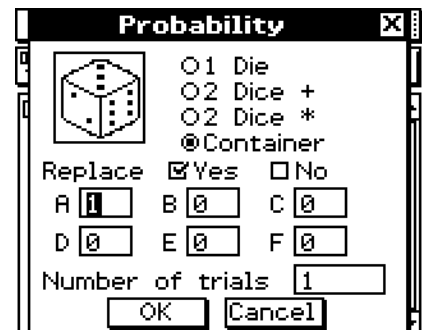 Probability
1 Die
2 Dice +
2 Dice *
Container
Replace Yes No
A 1 B 0 C 0
D 0 E 0 F 0
Number of trials 1
OK Cancel